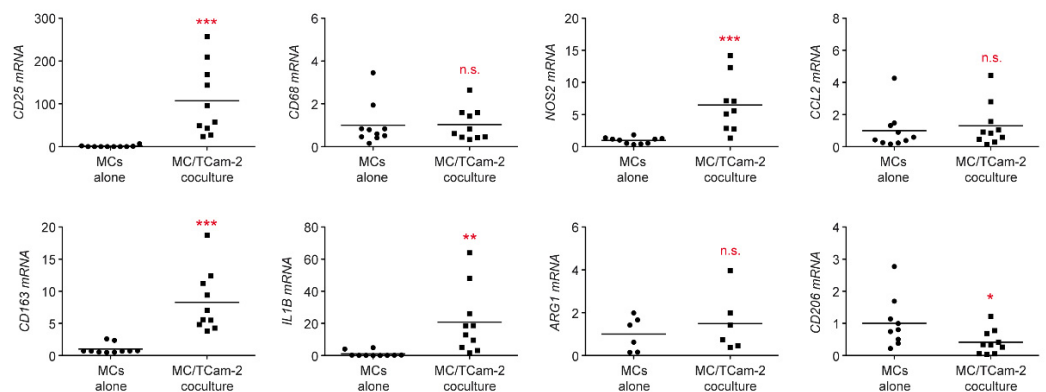 CD25 mRNA
300
200
100
0
***
MCs
alone
MC/TCam-2
coculture
CD68 mRNA
6
4
2
0
n.s.
MCs
alone
MC/TCam-2
coculture
NOS2 mRNA
20
15
10
5
0
***
MCs
alone
MC/TCam-2
coculture
CCL2 mRNA
8
6
4
2
0
n.s.
MCs
alone
MC/TCam-2
coculture
CD163 mRNA
20
15
10
5
0
***
MCs
alone
MC/TCam-2
coculture
IL1B mRNA
80
60
40
20
0
**
MCs
alone
MC/TCam-2
coculture
ARG1 mRNA
6
4
2
0
n.s.
MCs
alone
MC/TCam-2
coculture
CD206 mRNA
4
3
2
1
0
*
MCs
alone
MC/TCam-2
coculture